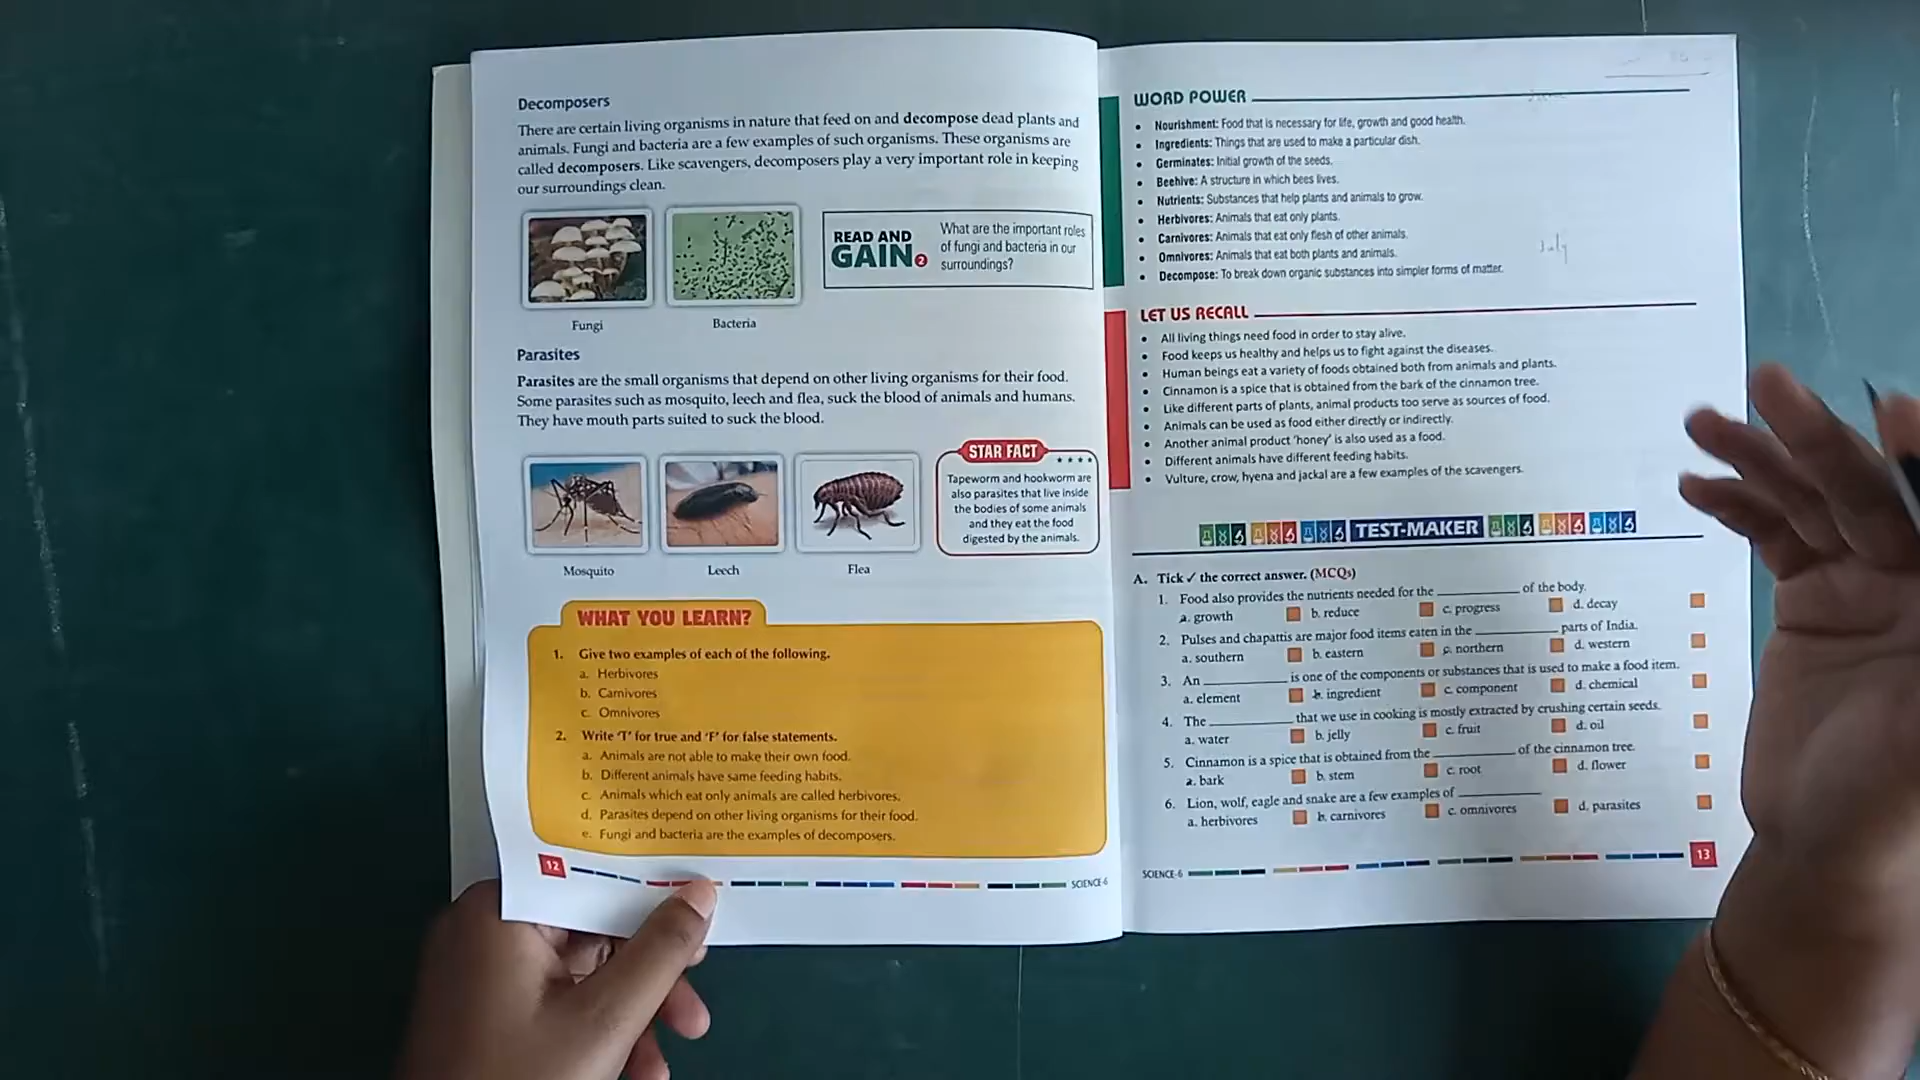 Decomposers
There are certain living organisms in nature that feed on and decompose dead plants and
animals. Fungi and bacteria are a few examples of such organisms. These organisms are
called decomposers. Like scavengers, decomposers play a very important role in keeping
our surroundings clean.
READ AND
GAIN 2
What are the important roles
of fungi and bacteria in our
surroundings?
Fungi
Bacteria
Parasites
Parasites are the small organisms that depend on other living organisms for their food.
Some parasites such as mosquito, leech and flea, suck the blood of animals and humans.
They have mouth parts suited to suck the blood.
STAR FACT
Tapeworm and hookworm are
also parasites that live inside
the bodies of some animals
and they eat the food
digested by the animals.
Mosquito
Leech
Flea
WHAT YOU LEARN?
1. Give two examples of each of the following.
a. Herbivores
b. Carnivores
c. Omnivores
2. Write 'T' for true and 'F' for false statements.
a. Animals are not able to make their own food.
b. Different animals have same feeding habits.
c. Animals which eat only animals are called herbivores.
d. Parasites depend on other living organisms for their food.
e. Fungi and bacteria are the examples of decomposers.
12
SCIENCE-6
WORD POWER
• Nourishment: Food that is necessary for life, growth and good health.
• Ingredients: Things that are used to make a particular dish.
• Germinates: Initial growth of the seeds.
• Beehive: A structure in which bees lives.
• Nutrients: Substances that help plants and animals to grow.
• Herbivores: Animals that eat only plants.
• Carnivores: Animals that eat only flesh of other animals.
• Omnivores: Animals that eat both plants and animals.
• Decompose: To break down organic substances into simpler forms of matter.
July
LET US RECALL
• All living things need food in order to stay alive.
• Food keeps us healthy and helps us to fight against the diseases.
• Human beings eat a variety of foods obtained both from animals and plants.
• Cinnamon is a spice that is obtained from the bark of the cinnamon tree.
• Like different parts of plants, animal products too serve as sources of food.
• Animals can be used as food either directly or indirectly.
• Another animal product 'honey' is also used as a food.
• Different animals have different feeding habits.
• Vulture, crow, hyena and jackal are a few examples of the scavengers.
TEST-MAKER
A. Tick ✓ the correct answer. (MCQs)
1. Food also provides the nutrients needed for the ________ of the body.
a. growth b. reduce c. progress d. decay
2. Pulses and chapattis are major food items eaten in the ________ parts of India.
a. southern b. eastern c. northern d. western
3. An ________ is one of the components or substances that is used to make a food item.
a. element b. ingredient c. component d. chemical
4. The ________ that we use in cooking is mostly extracted by crushing certain seeds.
a. water b. jelly c. fruit d. oil
5. Cinnamon is a spice that is obtained from the ________ of the cinnamon tree.
a. bark b. stem c. root d. flower
6. Lion, wolf, eagle and snake are a few examples of ________
a. herbivores b. carnivores c. omnivores d. parasites
SCIENCE-6
13